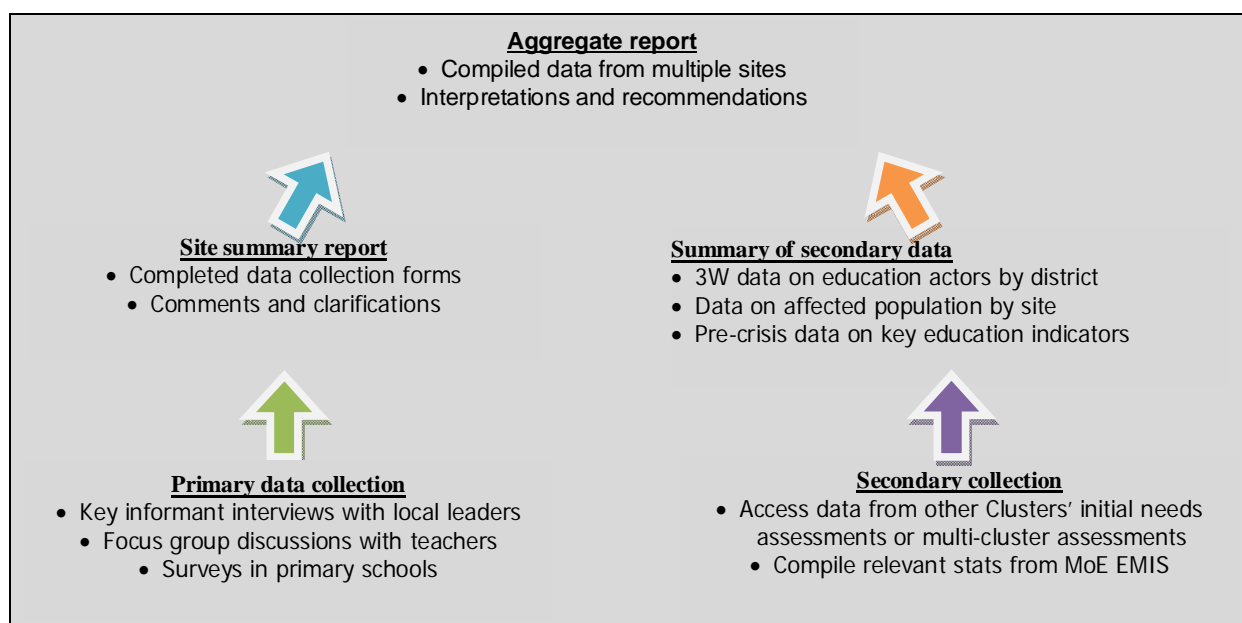 Aggregate report
• Compiled data from multiple sites
• Interpretations and recommendations
Site summary report
• Completed data collection forms
• Comments and clarifications
Summary of secondary data
• 3W data on education actors by district
• Data on affected population by site
• Pre-crisis data on key education indicators
Primary data collection
• Key informant interviews with local leaders
• Focus group discussions with teachers
• Surveys in primary schools
Secondary collection
• Access data from other Clusters’ initial needs
assessments or multi-cluster assessments
• Compile relevant stats from MoE EMIS